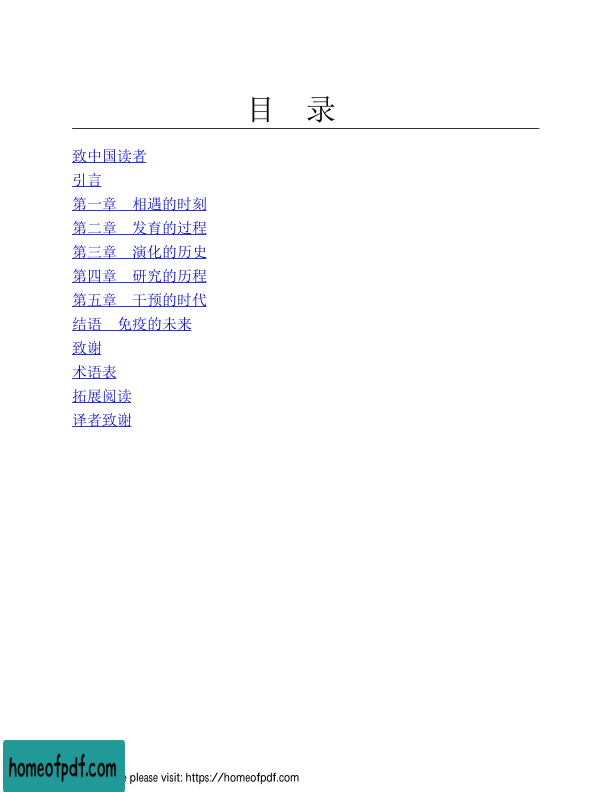 目 录
致中国读者
引言
第一章 相遇的时刻
第二章 发育的过程
第三章 演化的历史
第四章 研究的历程
第五章 干预的时代
结语 免疫的未来
致谢
术语表
拓展阅读
译者致谢
homeofpdf.com
please visit: https://homeofpdf.com